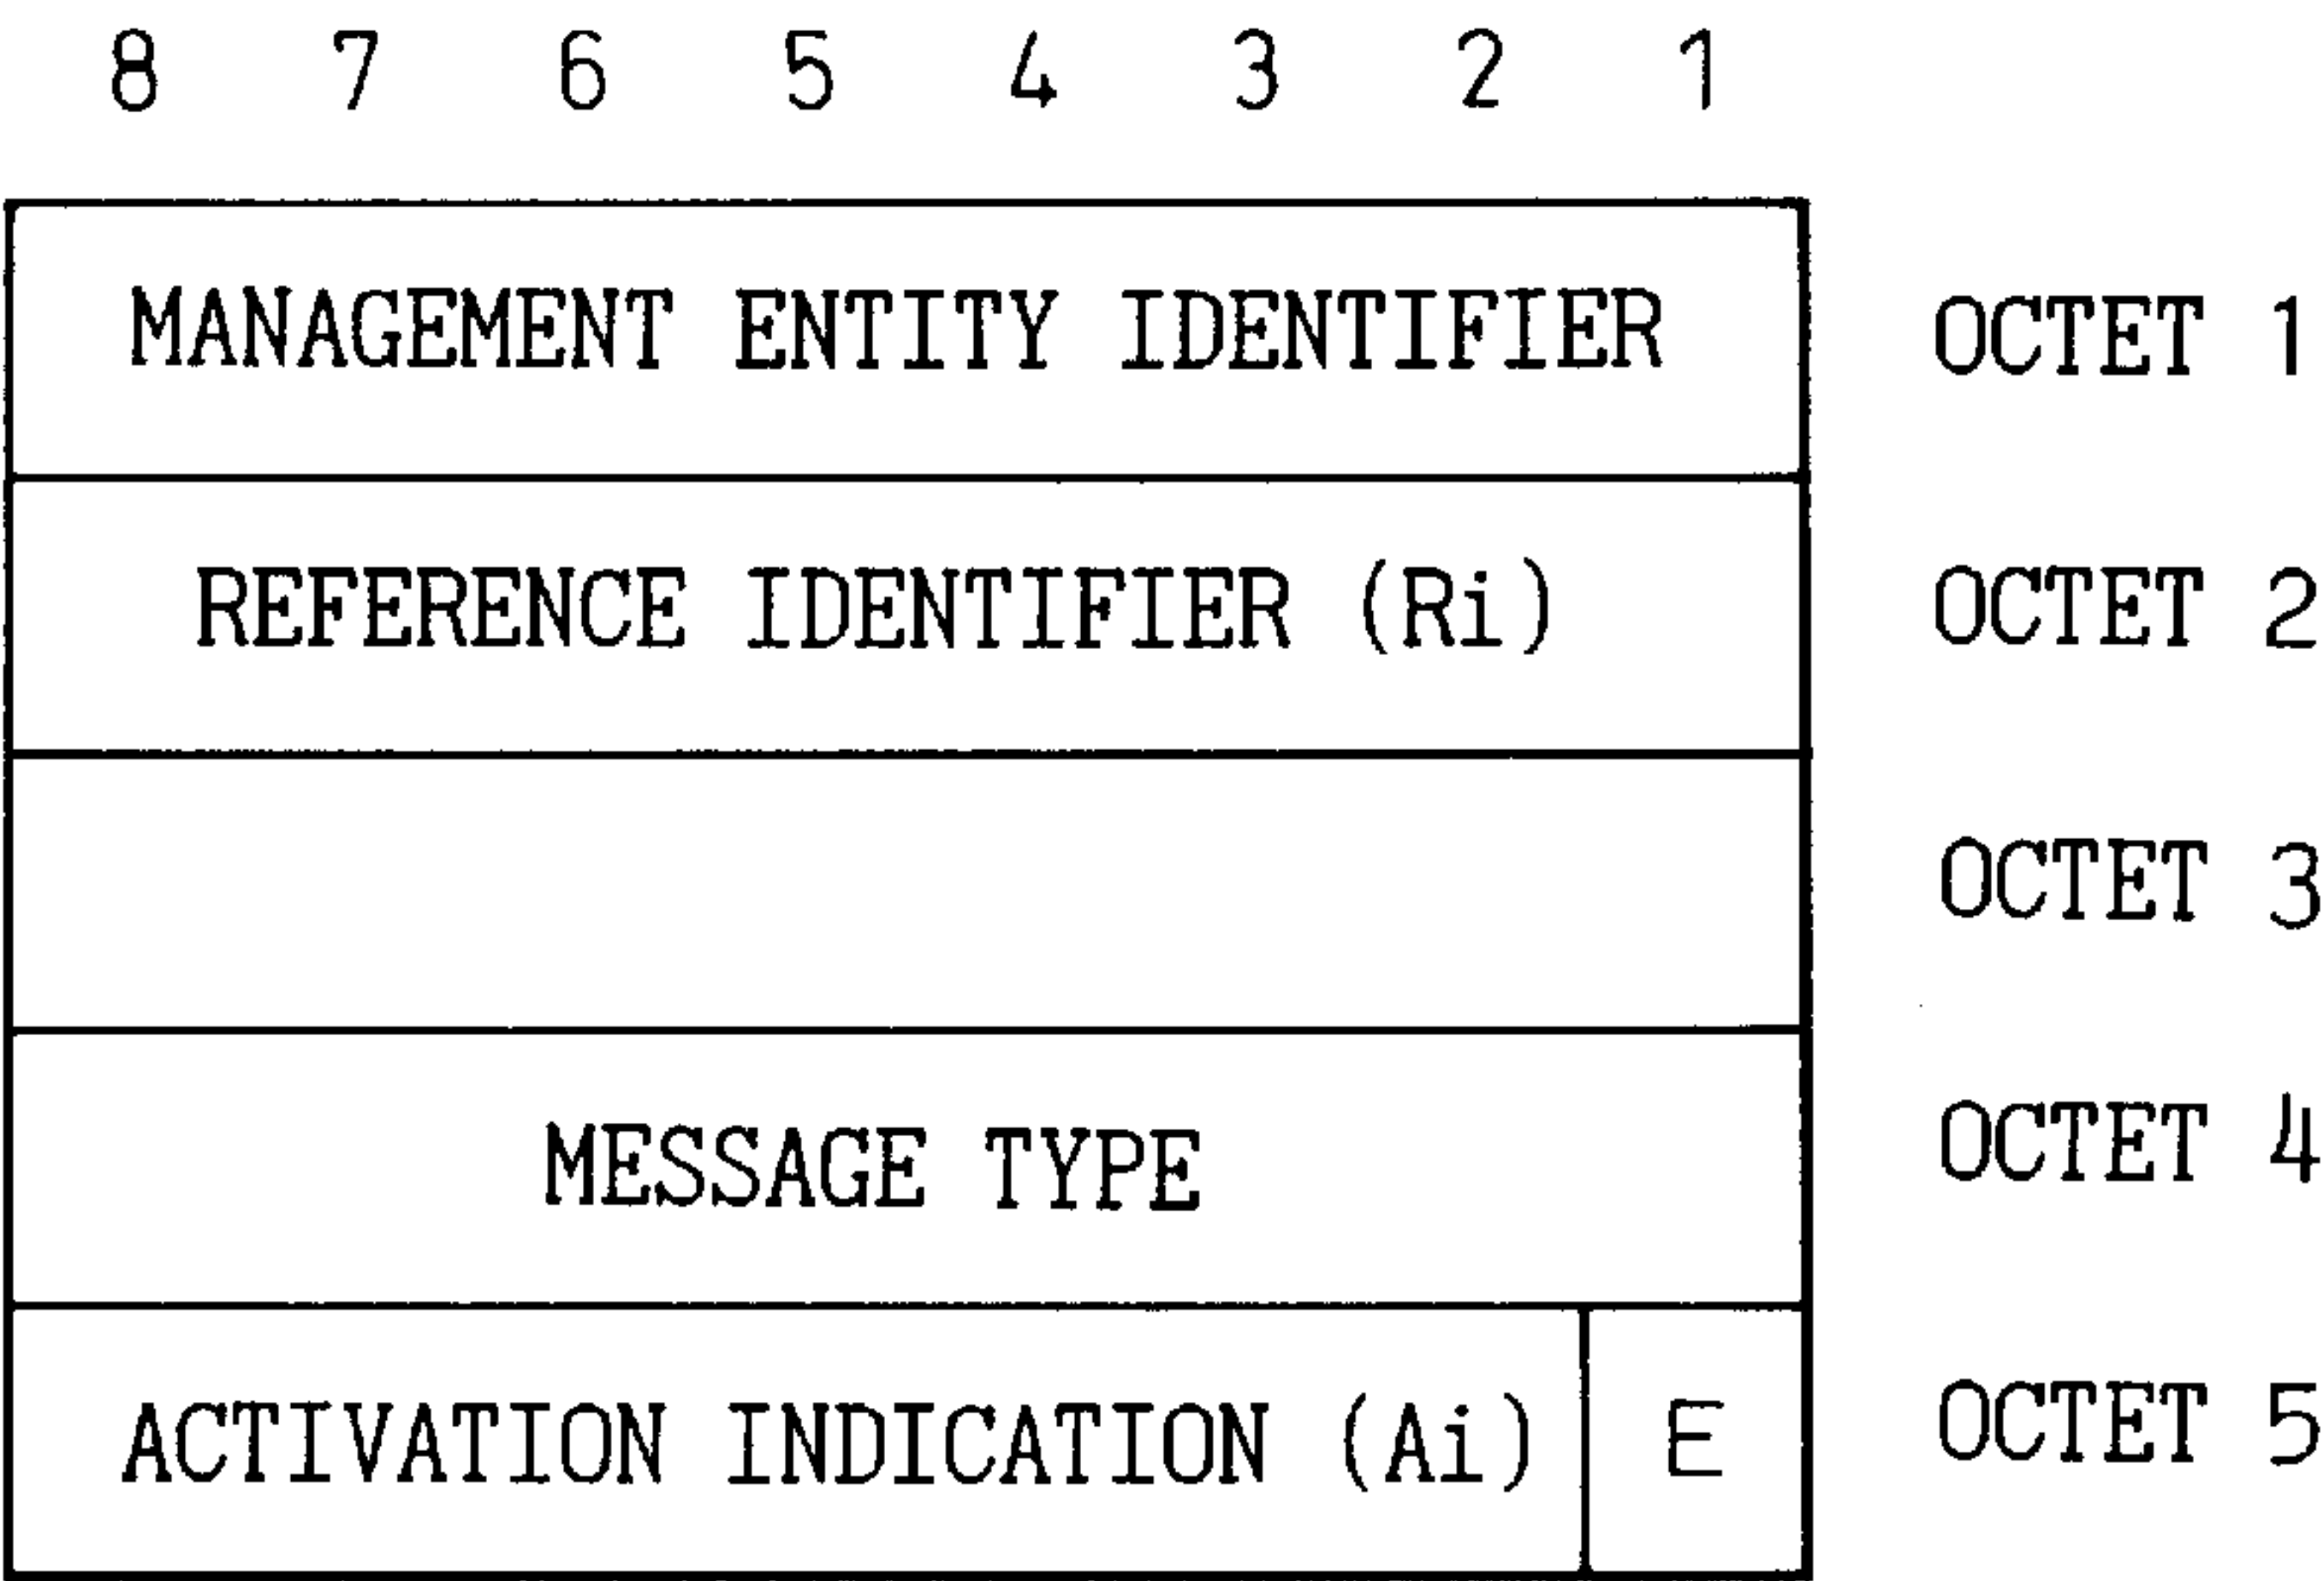 8 7 6 5 4 3 2 1
MANAGEMENT ENTITY IDENTIFIER OCTET 1
REFERENCE IDENTIFIER (Ri) OCTET 2
OCTET 3
MESSAGE TYPE OCTET 4
ACTIVATION INDICATION (Ai) E OCTET 5